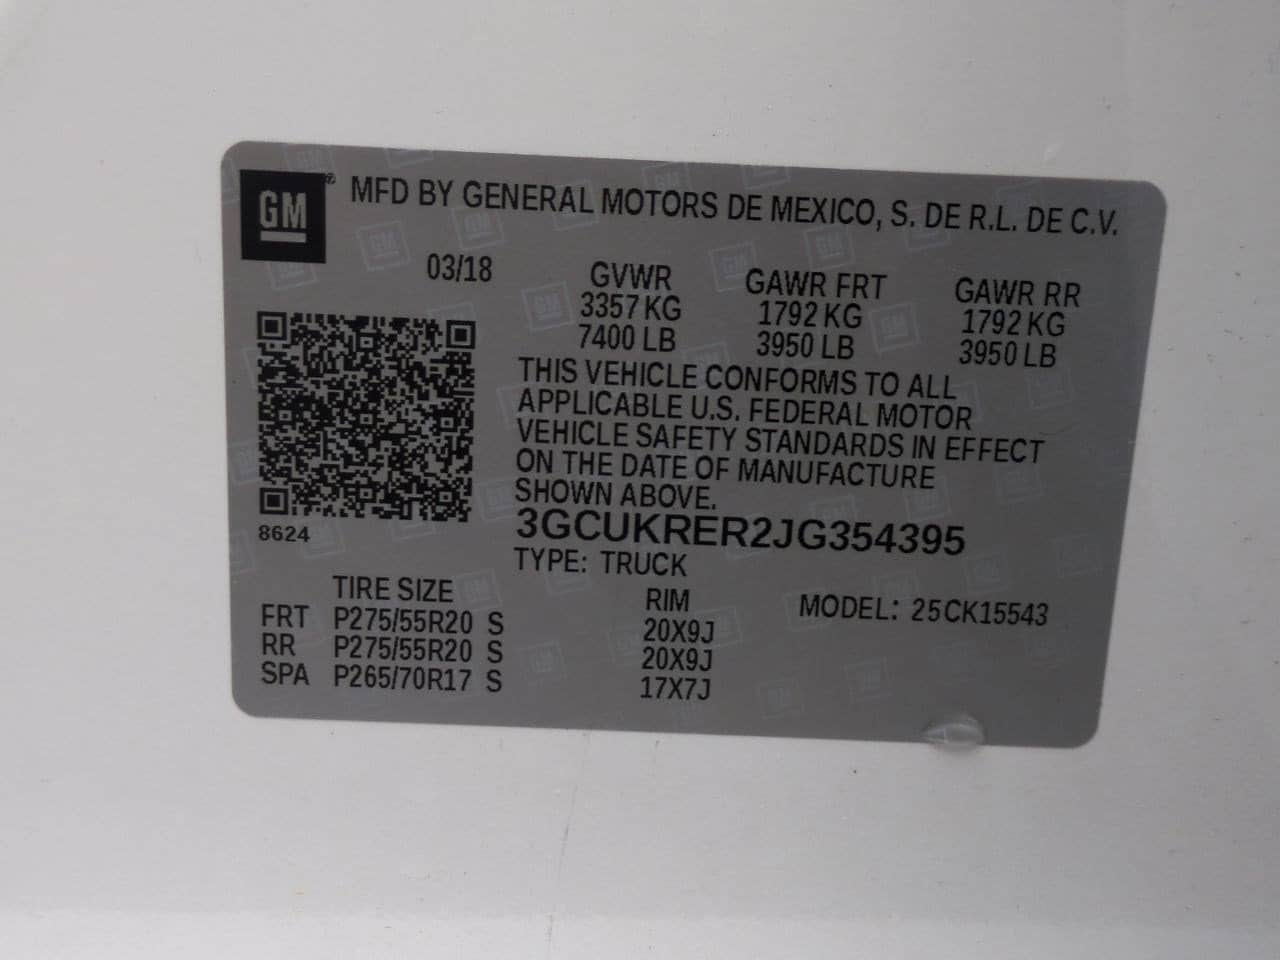 GM® MFD BY GENERAL MOTORS DE MEXICO, S. DE R.L. DE C.V.
03/18 GVWR GAWR FRT GAWR RR
3357 KG 1792 KG 1792 KG
7400 LB 3950 LB 3950 LB
THIS VEHICLE CONFORMS TO ALL
APPLICABLE U.S. FEDERAL MOTOR
VEHICLE SAFETY STANDARDS IN EFFECT
ON THE DATE OF MANUFACTURE
SHOWN ABOVE.
8624
3GCUKRER2JG354395
TYPE: TRUCK
TIRE SIZE RIM MODEL: 25CK15543
FRT P275/55R20 S 20X9J
RR P275/55R20 S 20X9J
SPA P265/70R17 S 17X7J